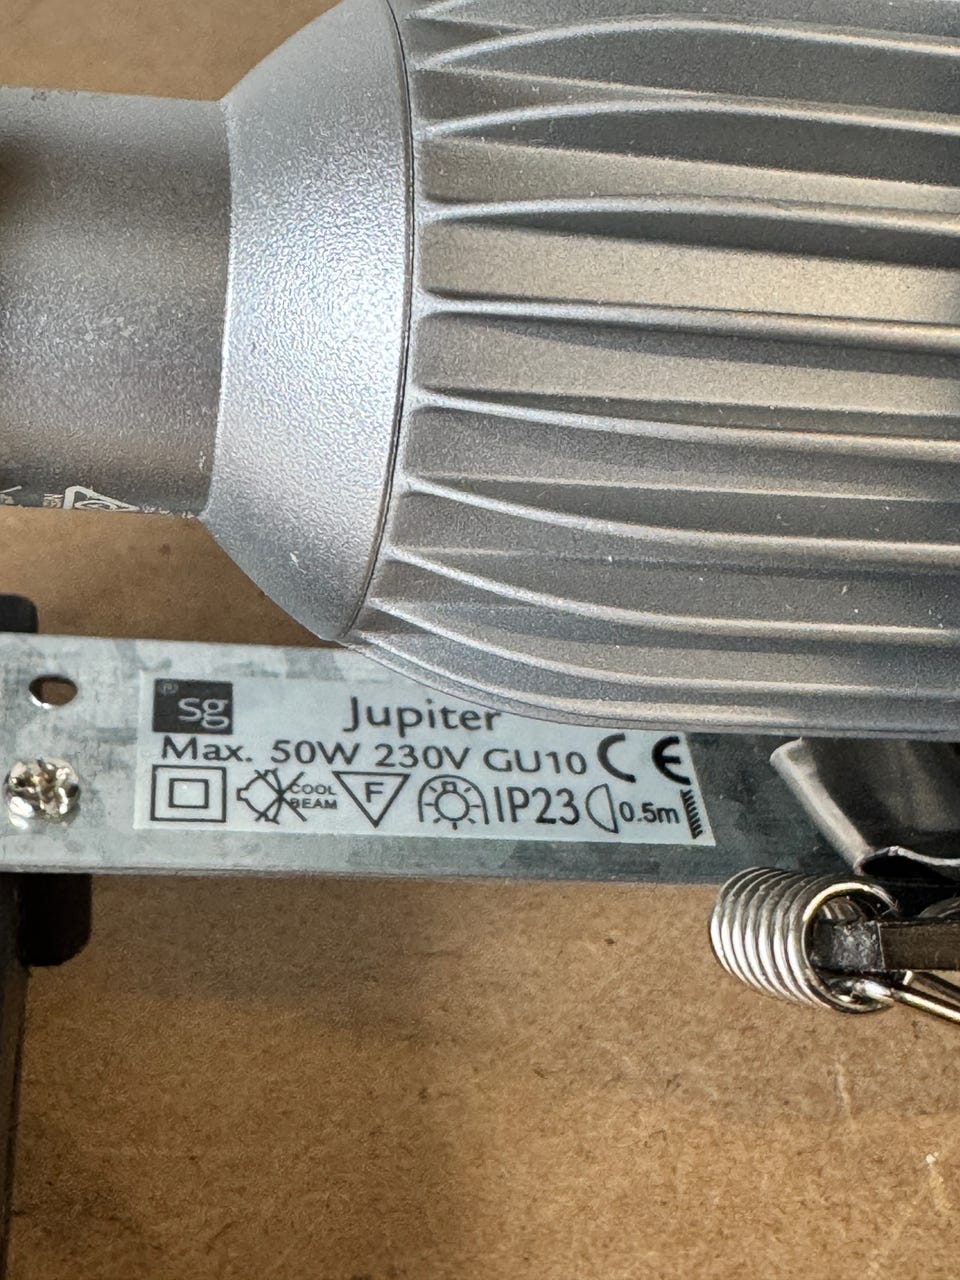 ® sg Jupiter
Max. 50W 230V GU10 CE
COOL BEAM F IP23 0.5m